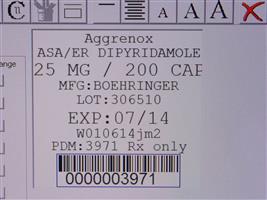 ange
A A A
Aggrenox
ASA/ER DIPYRIDAMOLE
25 MG / 200 CAP
MFG:BOEHRINGER
LOT:306510
EXP:07/14
W010614jm2
PDM:3971 Rx only
0000003971